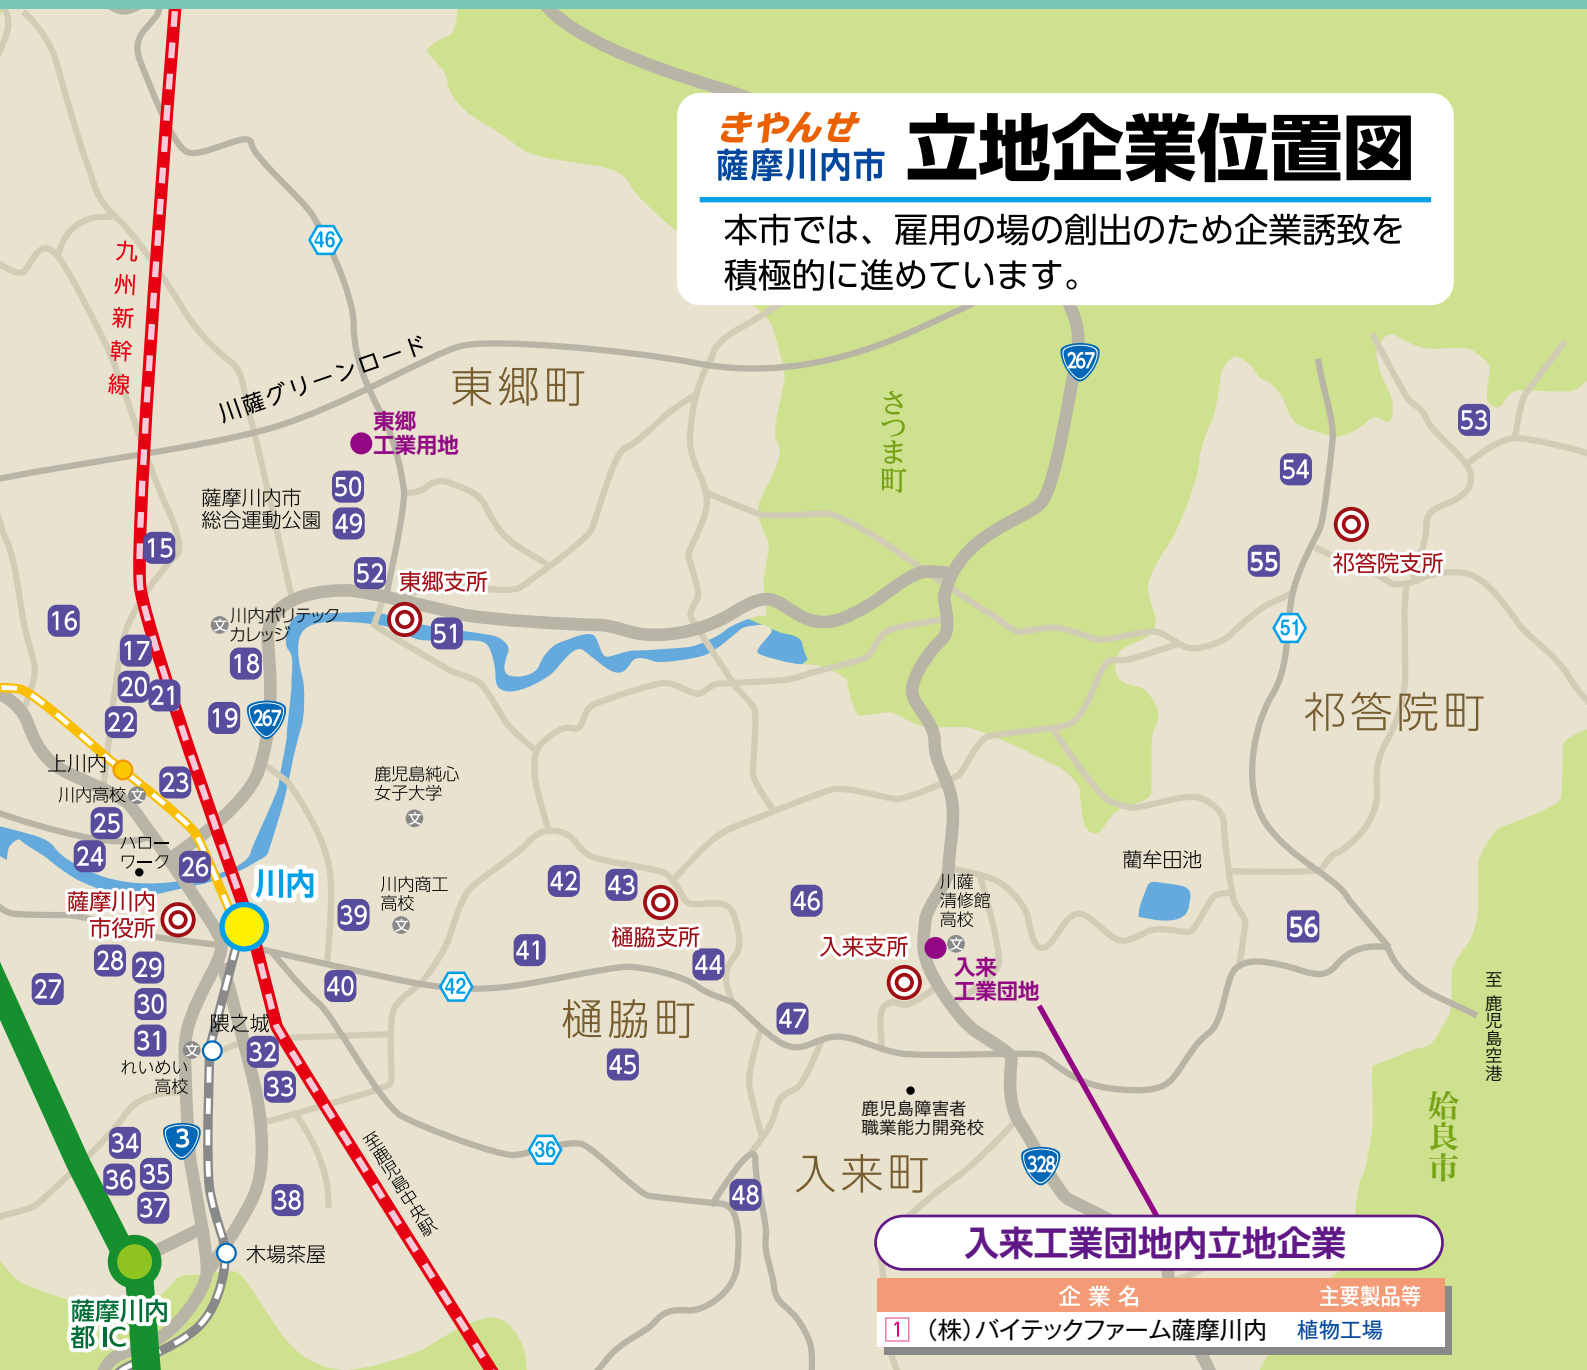 きやんせ
薩摩川内市
立地企業位置図
本市では、雇用の場の創出のため企業誘致を
積極的に進めています。
46
九州新幹線
川薩グリーンロード
東郷町
267
さつま町
53
東郷
工業用地
54
50
薩摩川内市
総合運動公園
49
15
祁答院支所
55
52
東郷支所
16
川内ポリテック
カレッジ
51
51
17
18
20
21
19
267
22
祁答院町
上川内
23
鹿児島純心
女子大学
文
川内高校
文
25
ハロー
ワーク
24
26
藺牟田池
川内
42
43
川内商工
高校
文
39
46
川薩
清修館
高校
文
薩摩川内
市役所
56
樋脇支所
41
入来支所
44
入来
工業団地
28
29
27
40
42
至 鹿児島空港
30
樋脇町
47
隈之城
31
文
32
れいめい
高校
45
33
鹿児島障害者
職業能力開発校
姶良市
34
3
至鹿児島中央駅
36
入来町
328
36
35
37
38
48
木場茶屋
入来工業団地内立地企業
薩摩川内
都IC
企業名
主要製品等
1
(株)バイテックファーム薩摩川内
植物工場
文